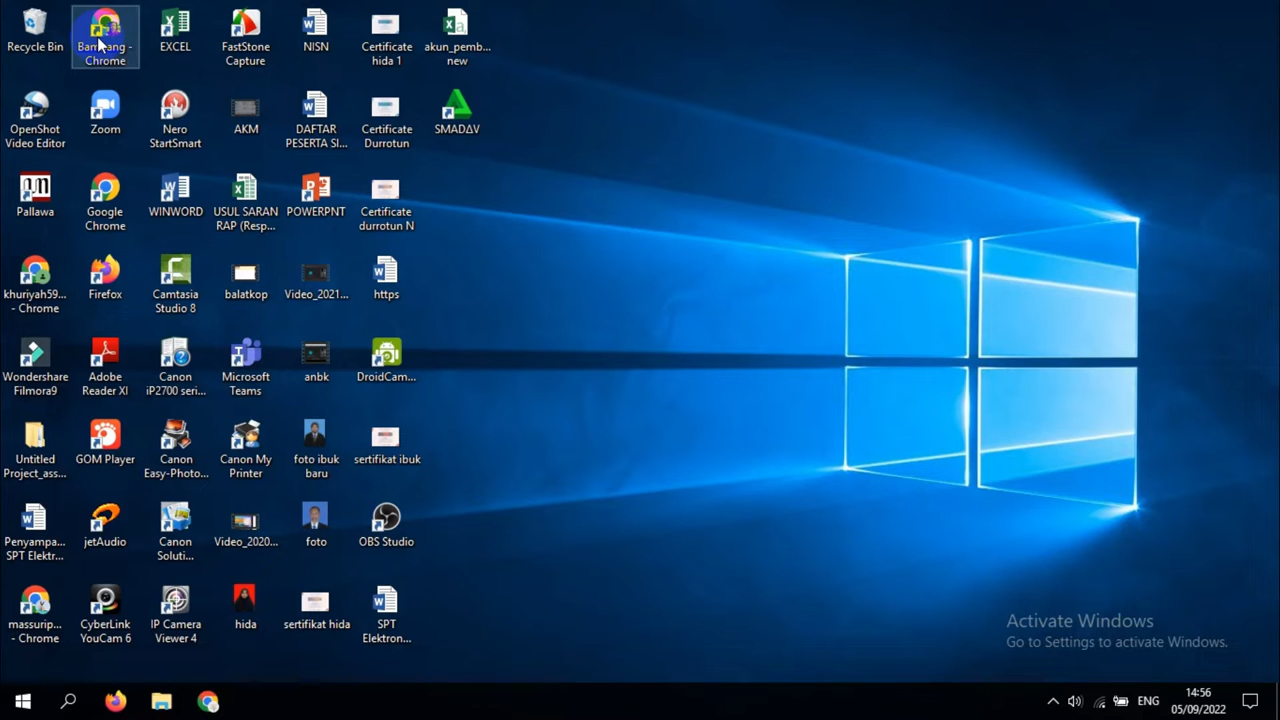 Recycle Bin
Bambang -
Chrome
EXCEL
FastStone
Capture
NISN
Certificate
hida 1
akun_pemb...
new
OpenShot
Video Editor
Zoom
Nero
StartSmart
AKM
DAFTAR
PESERTA SI...
Certificate
Durrotun
SMADΔV
Pallawa
Google
Chrome
WINWORD
USUL SARAN
RAP (Resp...
POWERPNT
Certificate
durrotun N
khuriyah59...
- Chrome
Firefox
Camtasia
Studio 8
balatkop
Video_2021...
https
Wondershare
Filmora9
Adobe
Reader XI
Canon
iP2700 seri...
Microsoft
Teams
anbk
DroidCam...
Untitled
Project_ass...
GOM Player
Canon
Easy-Photo...
Canon My
Printer
foto ibuk
baru
sertifikat ibuk
Penyampa...
SPT Elektr...
jetAudio
Canon
Soluti...
Video_2020...
foto
OBS Studio
massurip...
- Chrome
CyberLink
YouCam 6
IP Camera
Viewer 4
hida
sertifikat hida
SPT
Elektron...
Activate Windows
Go to Settings to activate Windows.
ENG
14:56
05/09/2022